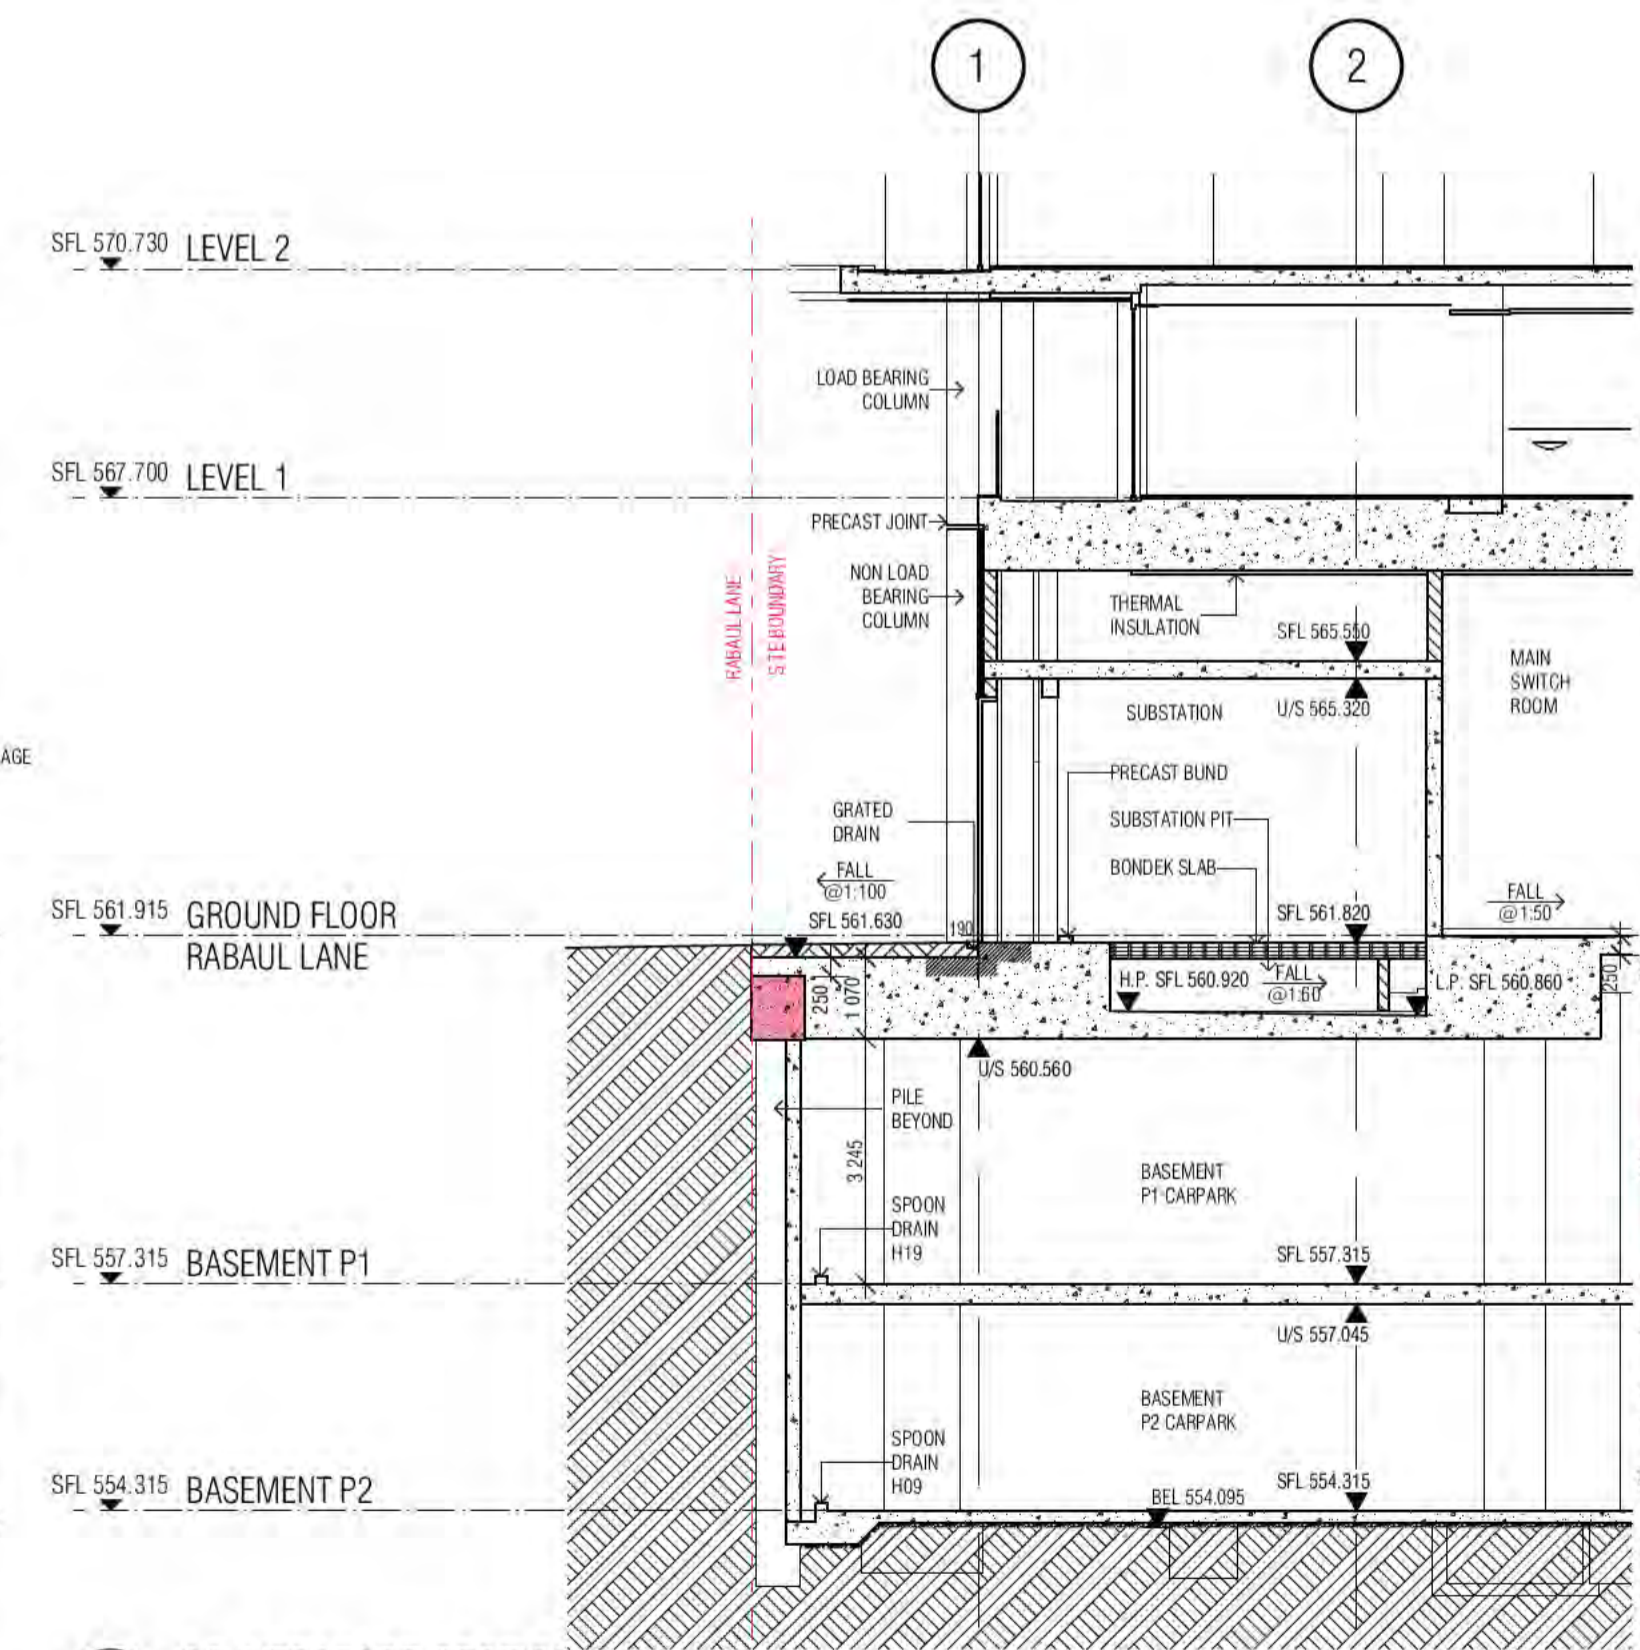 1
2
SFL 570.730 LEVEL 2
LOAD BEARING
COLUMN
SFL 567.700 LEVEL 1
PRECAST JOINT
RABAUL LANE
S TE BOUNDARY
NON LOAD
BEARING
COLUMN
THERMAL
INSULATION
SFL 565.550
MAIN
SWITCH
ROOM
SUBSTATION
U/S 565.320
AGE
PRECAST BUND
GRATED
DRAIN
SUBSTATION PIT
BONDEK SLAB
FALL
@1:100
FALL
@1:50
SFL 561.915 GROUND FLOOR
SFL 561.630
190
SFL 561.820
RABAUL LANE
250
1 070
H.P. SFL 560.920
FALL
@1:60
L.P. SFL 560.860
250
U/S 560.560
PILE
BEYOND
3 245
BASEMENT
P1 CARPARK
SPOON
DRAIN
H19
SFL 557.315 BASEMENT P1
SFL 557.315
U/S 557.045
BASEMENT
P2 CARPARK
SPOON
DRAIN
H09
SFL 554.315 BASEMENT P2
BEL 554.095
SFL 554.315